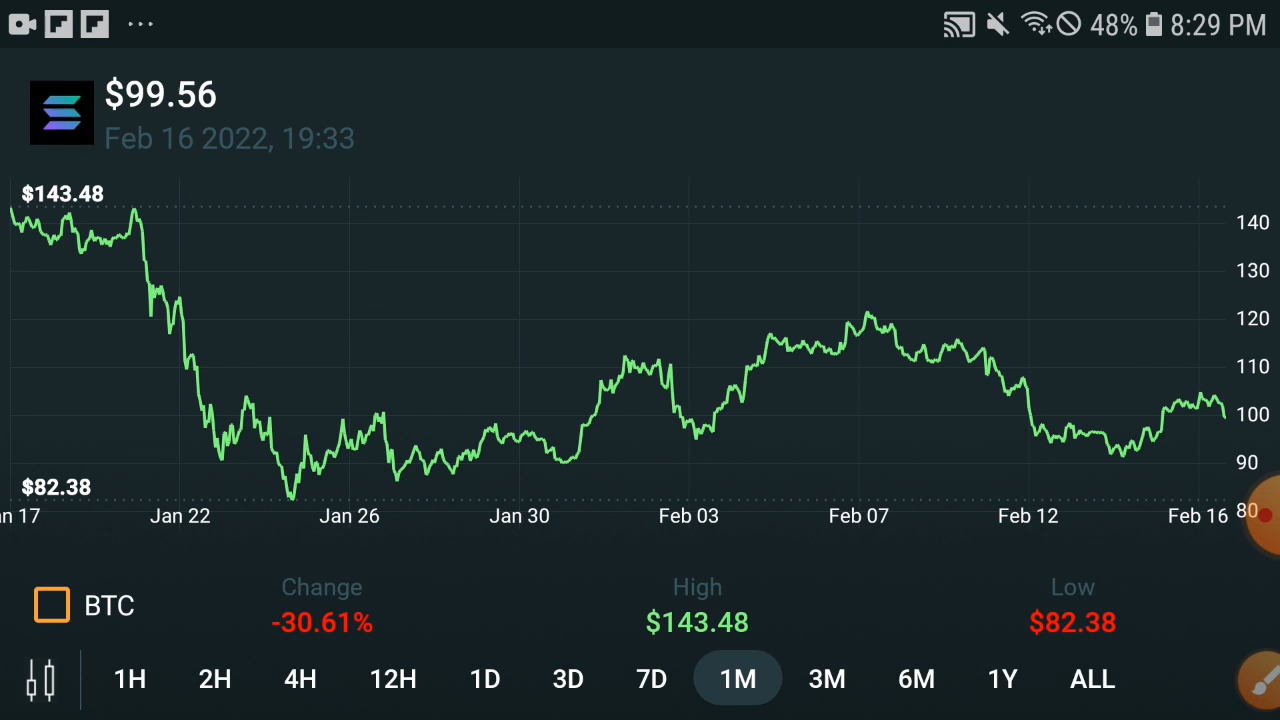 48% 8:29 PM
$99.56
Feb 16 2022, 19:33
$143.48
140
130
120
110
100
90
$82.38
80
n 17 Jan 22 Jan 26 Jan 30 Feb 03 Feb 07 Feb 12 Feb 16
Change High Low
BTC -30.61% $143.48 $82.38
1H 2H 4H 12H 1D 3D 7D 1M 3M 6M 1Y ALL